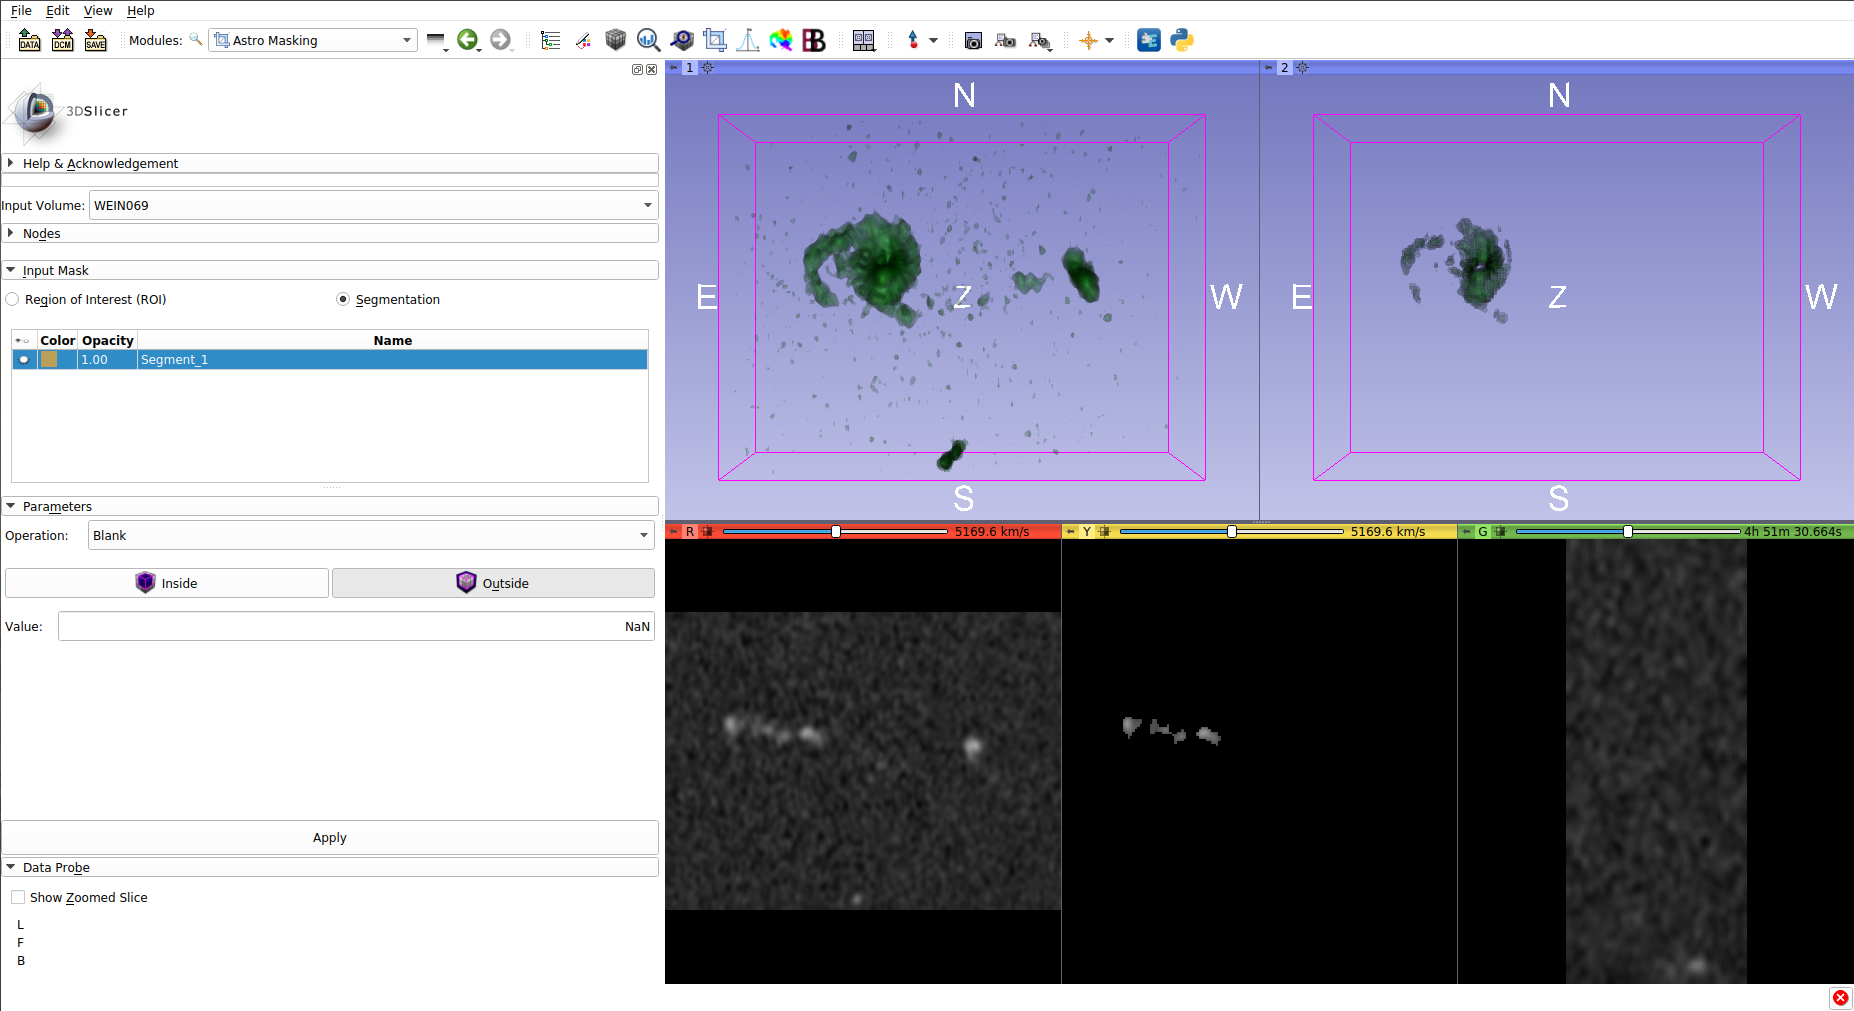 File Edit View Help
DATA DCM SAVE Modules: Astro Masking
3DSlicer
Help & Acknowledgement
Input Volume: WEIN069
Nodes
Input Mask
Region of Interest (ROI) Segmentation
Color Opacity Name
1.00 Segment_1
Parameters
Operation: Blank
Inside Outside
Value: NaN
Apply
Data Probe
Show Zoomed Slice
L
F
B
1
N
E Z W
S
2
N
E Z W
S
R 5169.6 km/s
Y 5169.6 km/s
G 4h 51m 30.664s